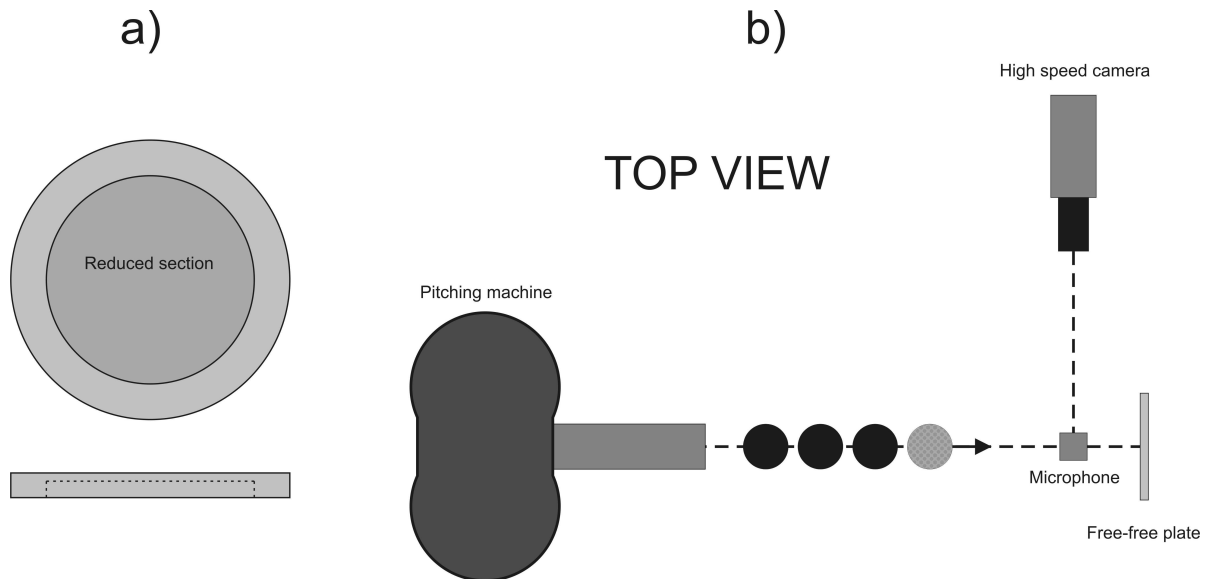 a)
b)
High speed camera
TOP VIEW
Reduced section
Pitching machine
Microphone
Free-free plate